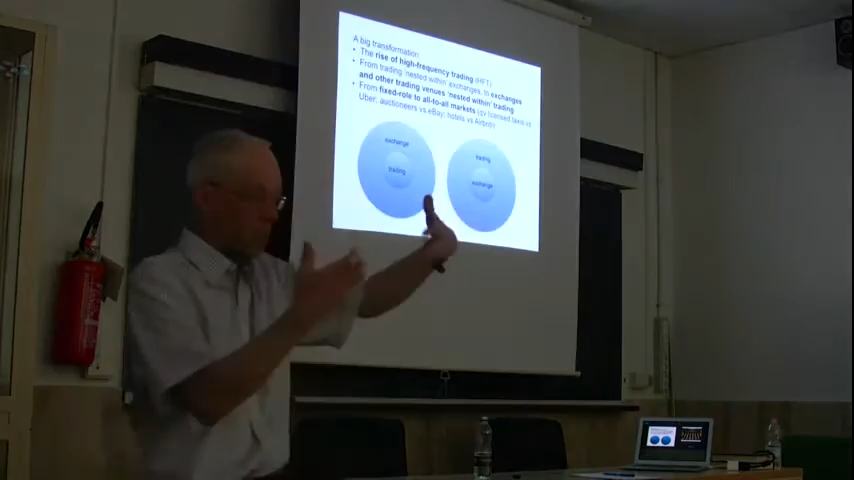 A big transformation:
• The rise of high-frequency trading (HFT)
• From trading 'nested within' exchanges, to exchanges
and other trading venues 'nested within' trading
• From fixed-role to all-to-all markets (qv licensed taxis vs
Uber; auctioneers vs eBay; hotels vs Airbnb)
exchange
trading
trading
exchange